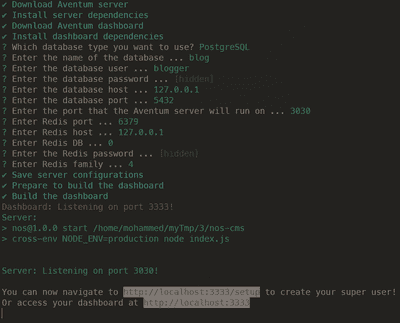 ✔ Download Aventum server
✔ Install server dependencies
✔ Download Aventum dashboard
✔ Install dashboard dependencies
? Which database type you want to use? PostgreSQL
? Enter the name of the database … blog
? Enter the database user … blogger
? Enter the database password … [hidden]
? Enter the database host … 127.0.0.1
? Enter the database port … 5432
? Enter the port that the Aventum server will run on … 3030
? Enter Redis port … 6379
? Enter Redis host … 127.0.0.1
? Enter Redis DB … 0
? Enter the Redis password … [hidden]
? Enter Redis family … 4
✔ Save server configurations
✔ Prepare to build the dashboard
✔ Build the dashboard
Dashboard: Listening on port 3333!
Server:
> nos@1.0.0 start /home/mohammed/myTmp/3/nos-cms
> cross-env NODE_ENV=production node index.js
Server: Listening on port 3030!
You can now navigate to http://localhost:3333/setup to create your super user!
Or access your dashboard at http://localhost:3333